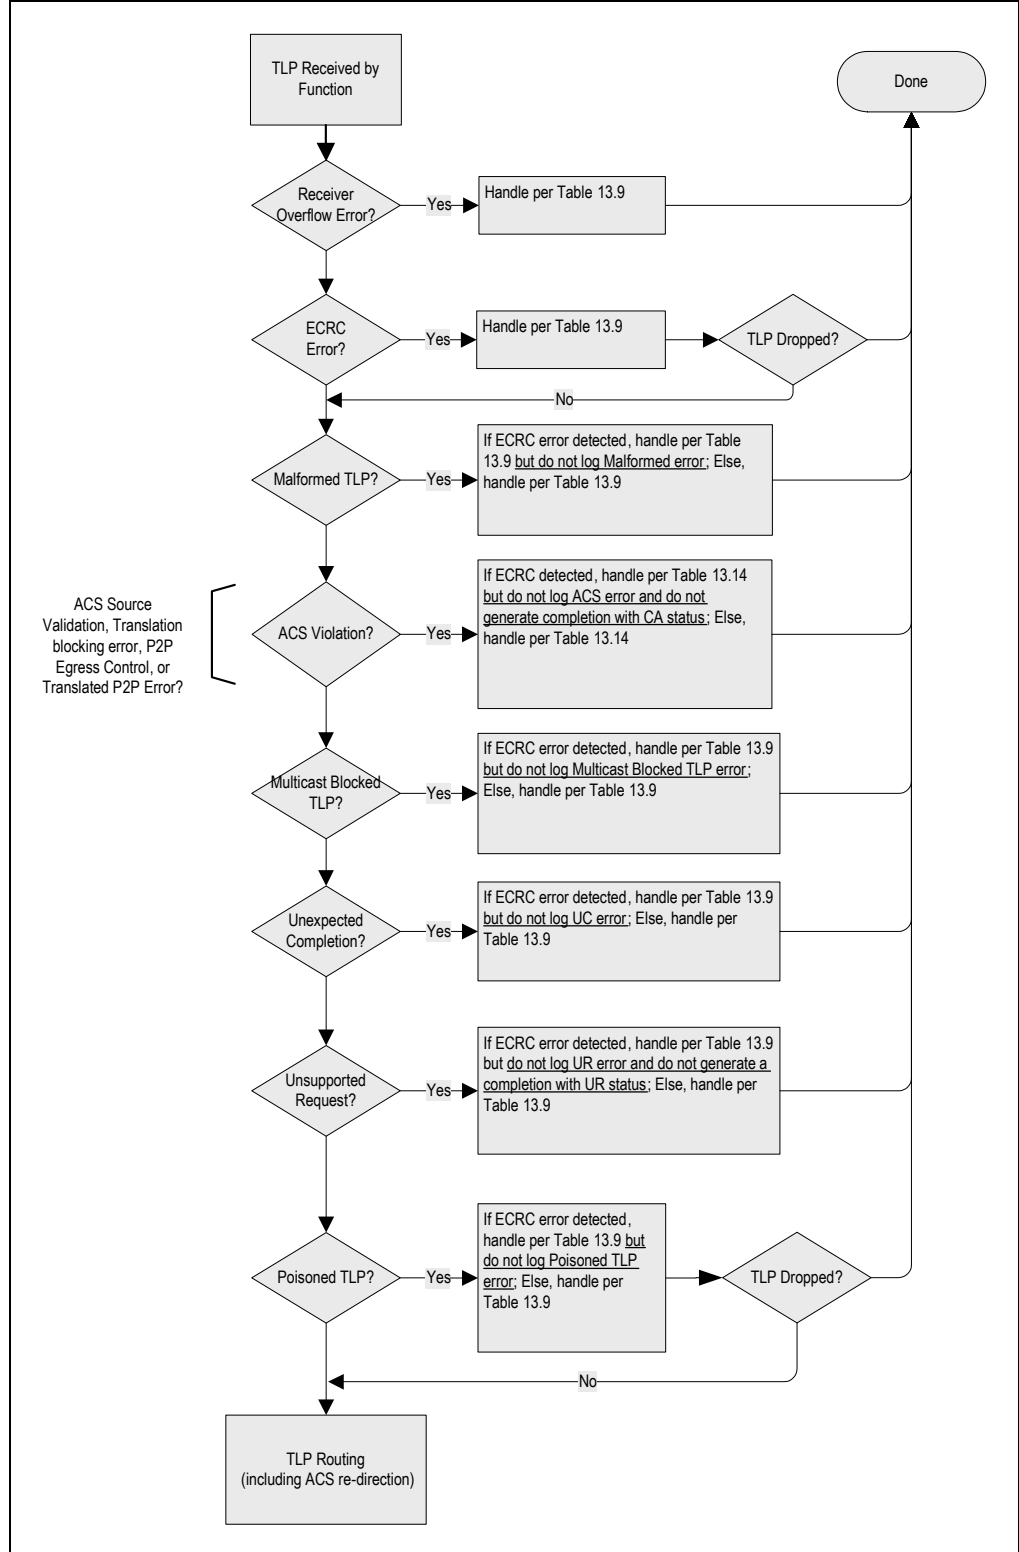 TLP Received by
Function
Done
Receiver
Overflow Error?
Yes
Handle per Table 13.9
ECRC
Error?
Yes
Handle per Table 13.9
TLP Dropped?
No
Malformed TLP?
Yes
If ECRC error detected, handle per Table
13.9 but do not log Malformed error; Else,
handle per Table 13.9
ACS Source
Validation, Translation
blocking error, P2P
Egress Control, or
Translated P2P Error?
ACS Violation?
Yes
If ECRC detected, handle per Table 13.14
but do not log ACS error and do not
generate completion with CA status; Else,
handle per Table 13.14
Multicast Blocked
TLP?
Yes
If ECRC error detected, handle per Table 13.9
but do not log Multicast Blocked TLP error;
Else, handle per Table 13.9
Unexpected
Completion?
Yes
If ECRC error detected, handle per Table 13.9
but do not log UC error; Else, handle per
Table 13.9
Unsupported
Request?
Yes
If ECRC error detected, handle per Table 13.9
but do not log UR error and do not generate a
completion with UR status; Else, handle per
Table 13.9
Poisoned TLP?
Yes
If ECRC error detected,
handle per Table 13.9 but
do not log Poisoned TLP
error; Else, handle per
Table 13.9
TLP Dropped?
No
TLP Routing
(including ACS re-direction)